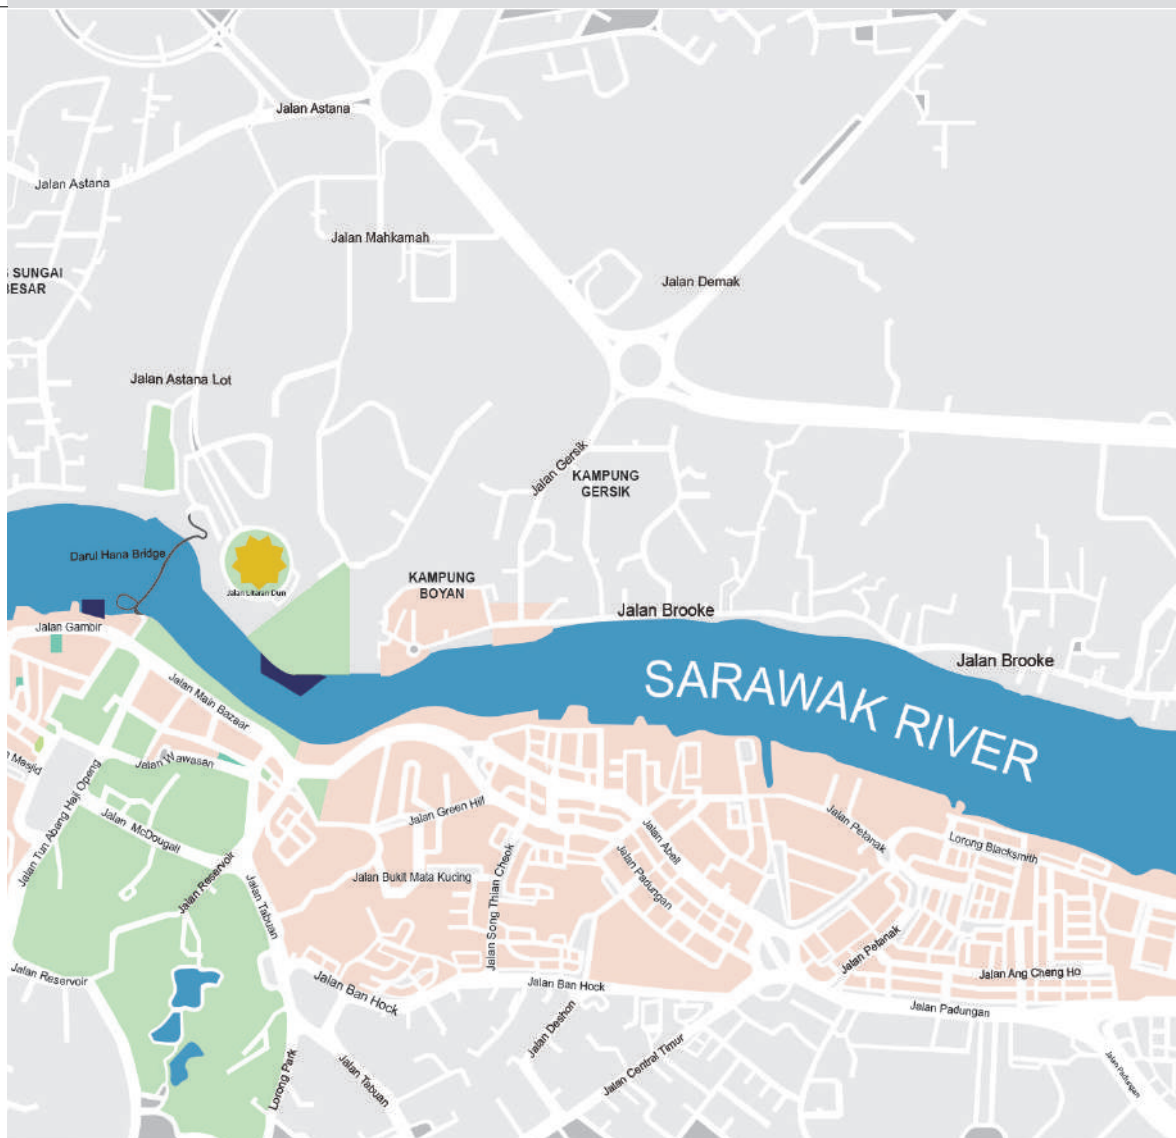 Jalan Astana
Jalan Astana
Jalan Mahkamah
SUNGAI
BESAR
Jalan Demak
Jalan Astana Lot
Jalan Gersik
KAMPUNG
GERSIK
Darul Hana Bridge
KAMPUNG
BOYAN
Jalan Litaran Dun
Jalan Brooke
Jalan Gambir
Jalan Brooke
SARAWAK RIVER
Jalan Main Bazaar
Jalan Wawasan
Masjid
Jalan Tun Abang Haji Openg
Jalan Green Hill
Jalan McDougall
Jalan Abell
Jalan Petanak
Lorong Blacksmith
Jalan Reservoir
Jalan Tabuan
Jalan Bukit Mata Kucing
Jalan Song Thian Cheok
Jalan Padungan
Jalan Petanak
Jalan Reservoir
Jalan Ban Hock
Jalan Ban Hock
Jalan Ang Cheng Ho
Jalan Padungan
Jalan Deshon
Jalan Central Timur
Lorong Park
Jalan Tabuan
Jalan Padungan